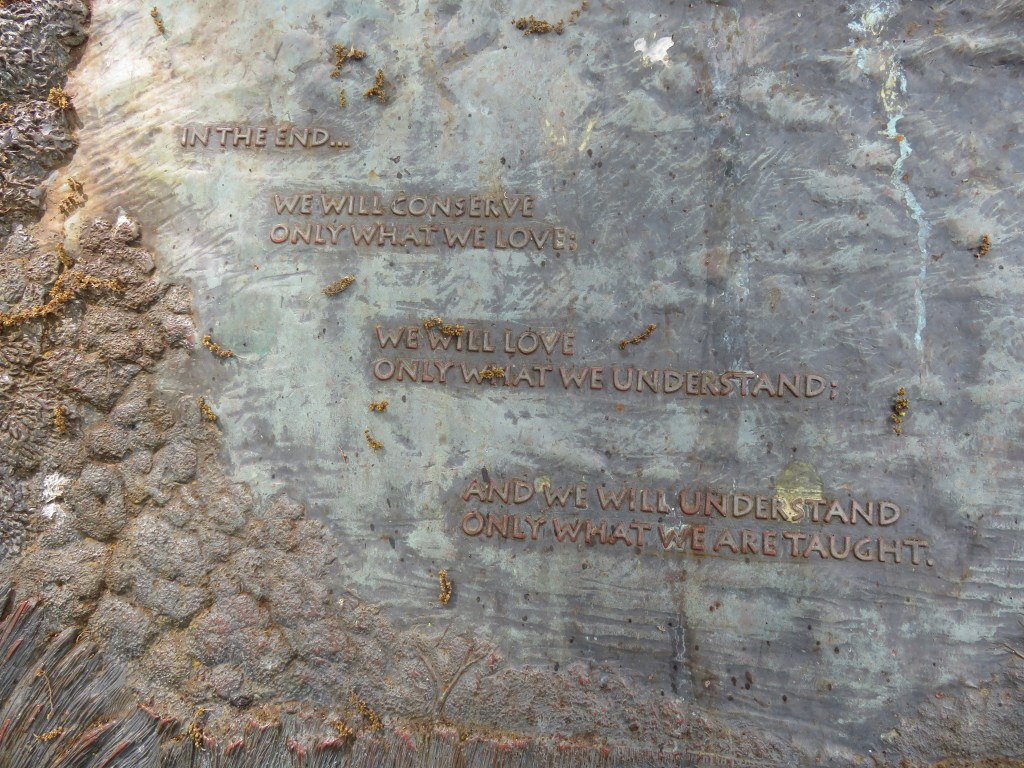 IN THE END...
WE WILL CONSERVE
ONLY WHAT WE LOVE;
WE WILL LOVE
ONLY WHAT WE UNDERSTAND;
AND WE WILL UNDERSTAND
ONLY WHAT WE ARE TAUGHT.